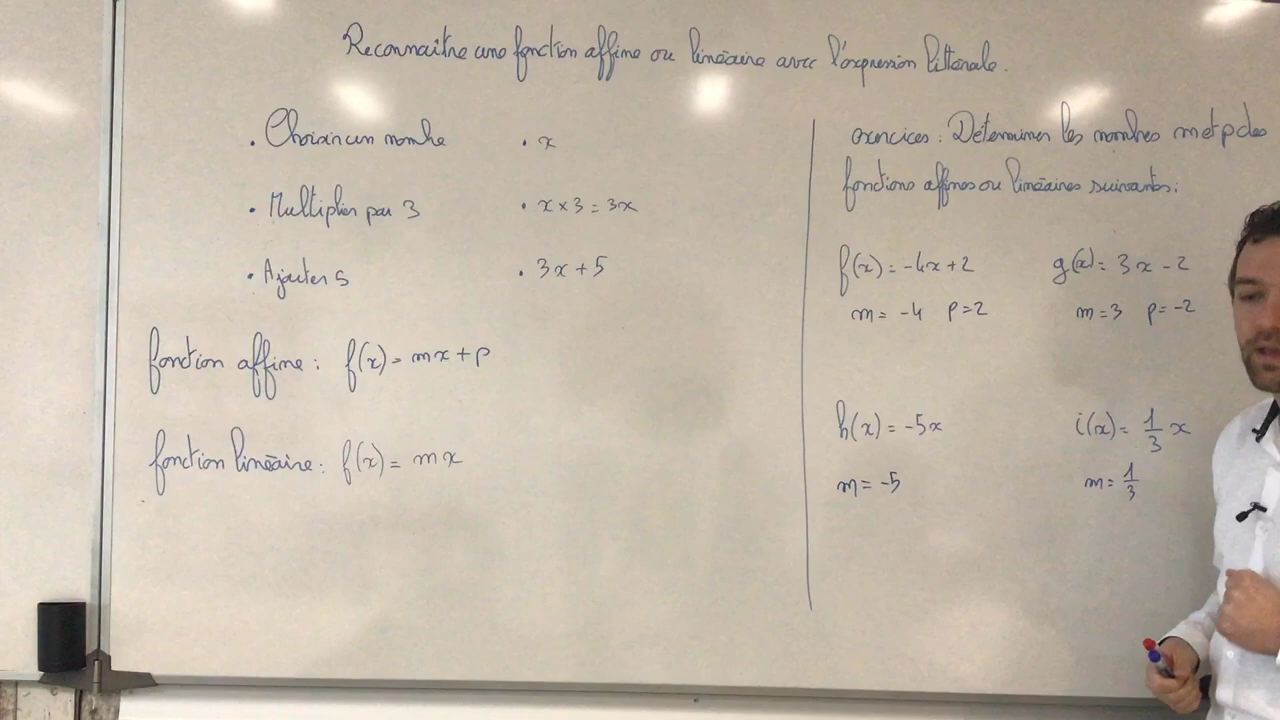 Reconnaître une fonction affine ou linéaire avec l'expression littérale.
• Choisir un nombre
• x
• Multiplier par 3
• x × 3 = 3x
• Ajouter 5
• 3x + 5
fonction affine : f(x) = mx + p
fonction linéaire : f(x) = mx
exercices : Déterminer les nombres m et p des
fonctions affines ou linéaires suivantes :
f(x) = -4x + 2
g(x) = 3x - 2
m = -4 p = 2
m = 3 p = -2
h(x) = -5x
i(x) = 1/3 x
m = -5
m = 1/3